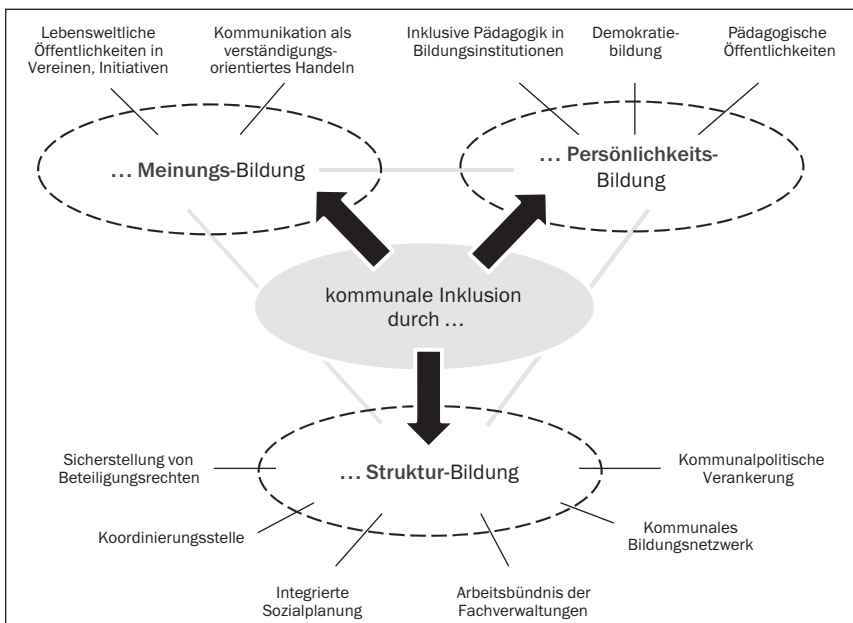 Lebensweltliche
Öffentlichkeiten in
Vereinen, Initiativen
Kommunikation als
verständigungs-
orientiertes Handeln
Inklusive Pädagogik in
Bildungsinstitutionen
Demokratie-
bildung
Pädagogische
Öffentlichkeiten
... Meinungs-Bildung
... Persönlichkeits-
Bildung
kommunale Inklusion
durch ...
... Struktur-Bildung
Sicherstellung von
Beteiligungsrechten
Kommunalpolitische
Verankerung
Koordinierungsstelle
Kommunales
Bildungsnetzwerk
Integrierte
Sozialplanung
Arbeitsbündnis der
Fachverwaltungen